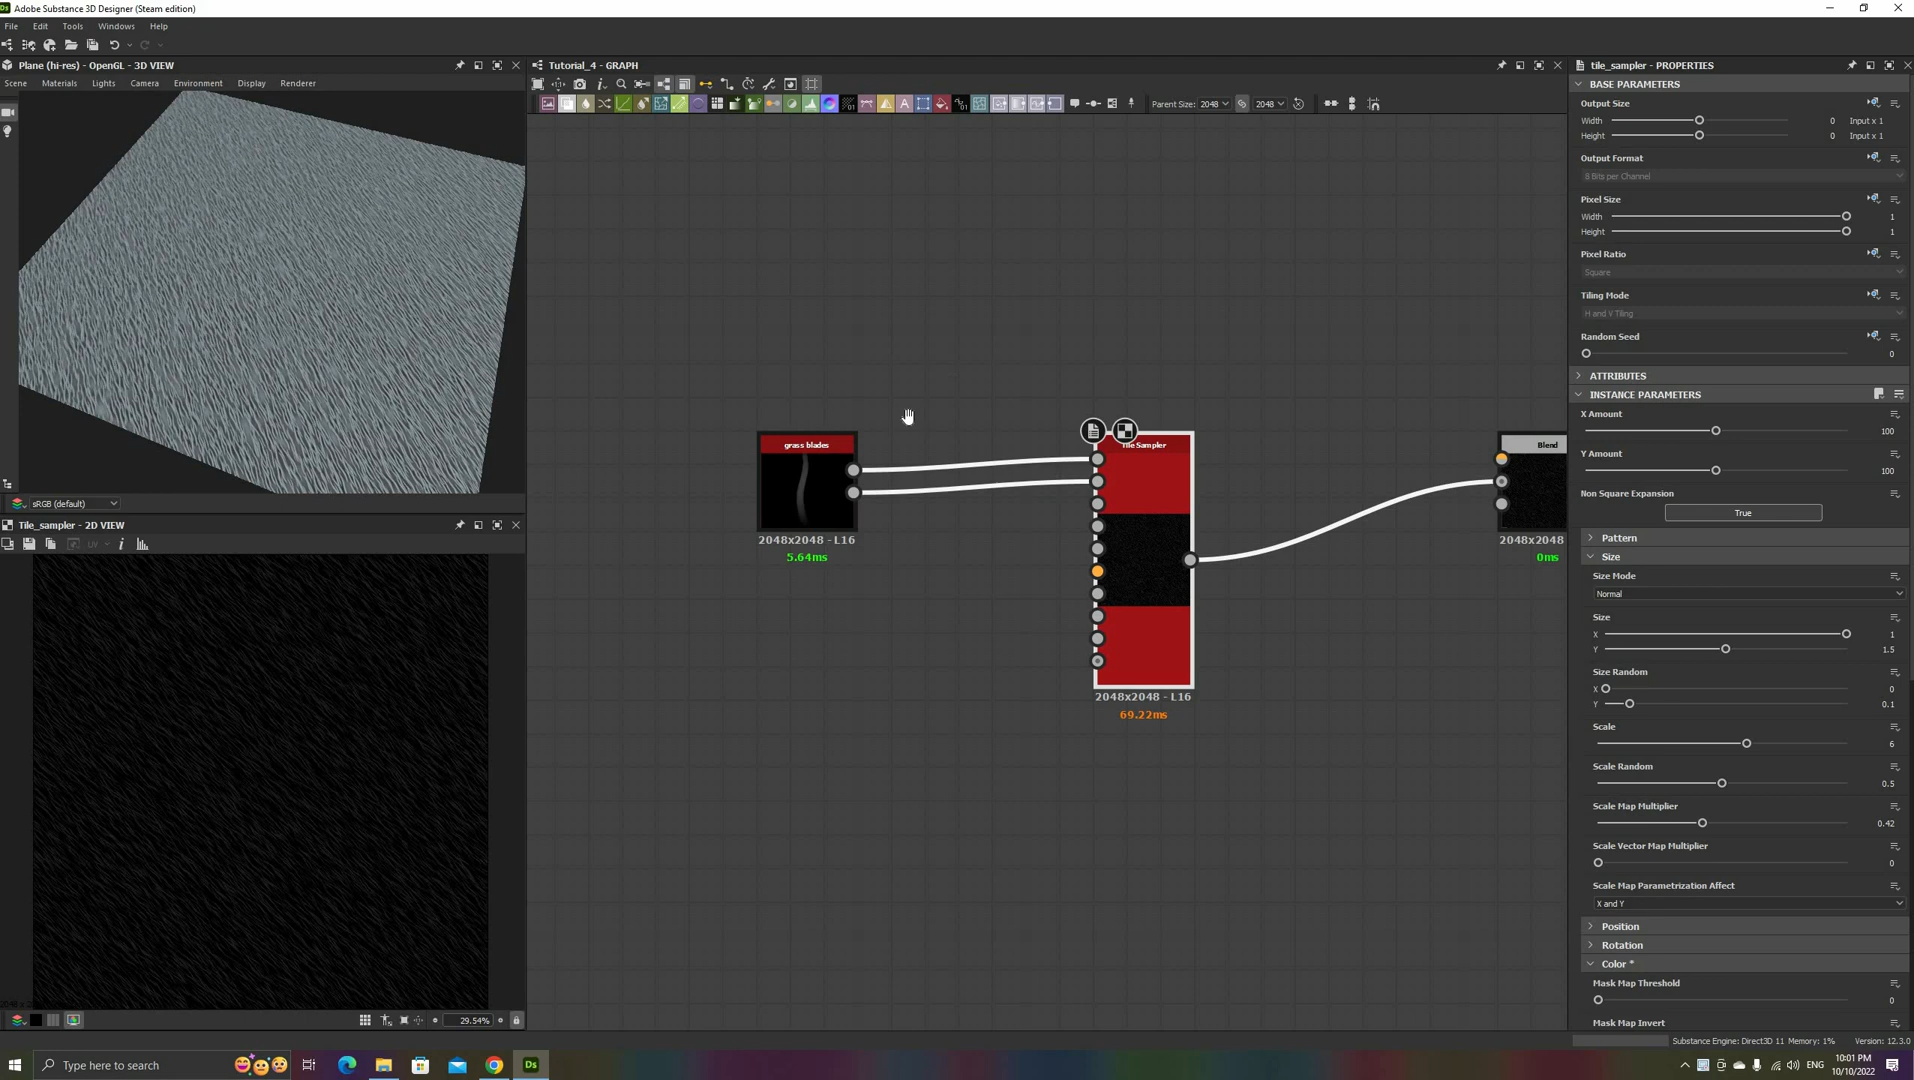 Adobe Substance 3D Designer (Steam edition)
File Edit Tools Windows Help
Plane (hi-res) - OpenGL - 3D VIEW
Scene Materials Lights Camera Environment Display Renderer
sRGB (default)
Tile_sampler - 2D VIEW
UV
29.54%
Tutorial_4 - GRAPH
Parent Size: 2048 2048
grass blades
2048x2048 - L16
5.64ms
Tile Sampler
2048x2048 - L16
69.22ms
Blend
2048x2048
0ms
tile_sampler - PROPERTIES
BASE PARAMETERS
Output Size
Width 0 Input x 1
Height 0 Input x 1
Output Format
8 Bits per Channel
Pixel Size
Width 1
Height 1
Pixel Ratio
Square
Tiling Mode
H and V Tiling
Random Seed
0
ATTRIBUTES
INSTANCE PARAMETERS
X Amount
100
Y Amount
100
Non Square Expansion
True
Pattern
Size
Size Mode
Normal
Size
X 1
Y 1.5
Size Random
X 0
Y 0.1
Scale
6
Scale Random
0.5
Scale Map Multiplier
0.42
Scale Vector Map Multiplier
0
Scale Map Parametrization Affect
X and Y
Position
Rotation
Color *
Mask Map Threshold
0
Mask Map Invert
Substance Engine: Direct3D 11 Memory: 1% Version: 12.3.0
Type here to search
Ds
ENG
10:01 PM
10/10/2022